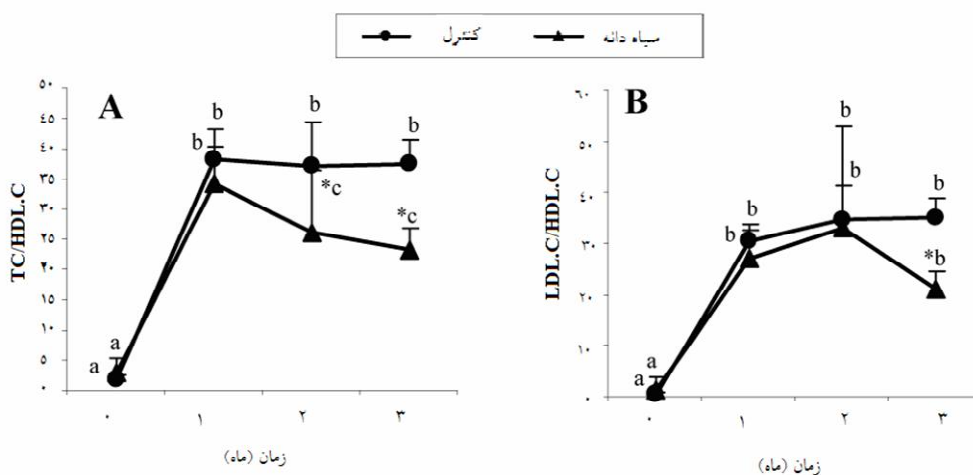 کنترل سیاه دانه
A
TC/HDL.C
۵۰
۴۵
۴۰
۳۵
۳۰
۲۵
۲۰
۱۵
۱۰
۵
۰
a
a
b
b
b
*c
b
*c
۰ ۱ ۲ ۳
زمان (ماه)
B
LDL.C/HDL.C
۶۰
۵۰
۴۰
۳۰
۲۰
۱۰
۰
a
a
b
b
b
b
b
*b
۰ ۱ ۲ ۳
زمان (ماه)